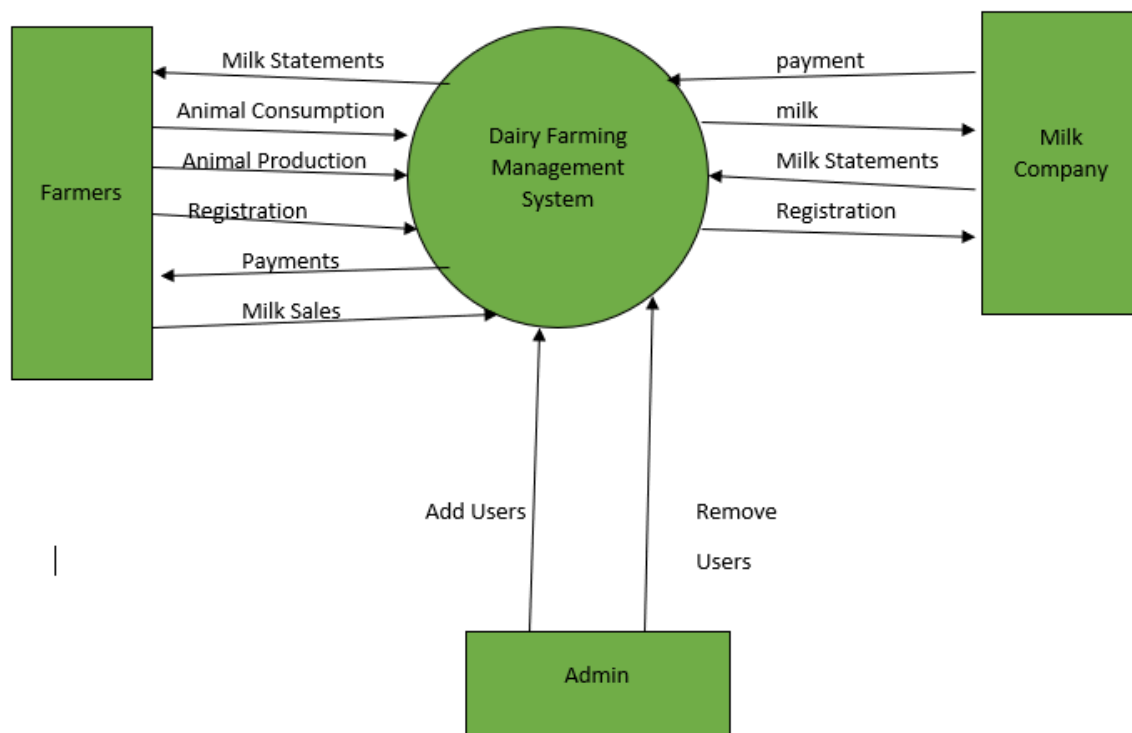 Milk Statements
Animal Consumption
Animal Production
Registration
Payments
Milk Sales
Farmers
Dairy Farming
Management
System
payment
milk
Milk Statements
Registration
Milk
Company
Add Users
Remove
Users
Admin